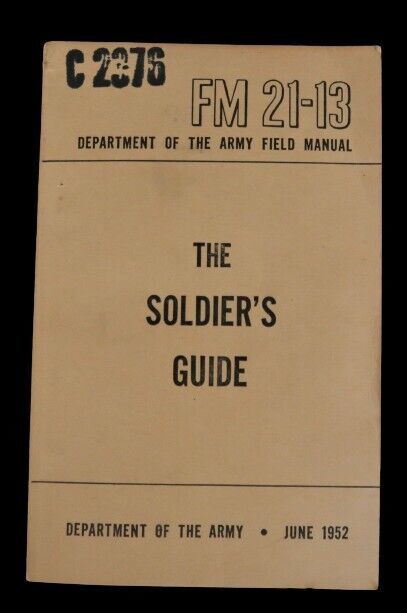 C 2376
FM 21-13
DEPARTMENT OF THE ARMY FIELD MANUAL
THE
SOLDIER'S
GUIDE
DEPARTMENT OF THE ARMY • JUNE 1952